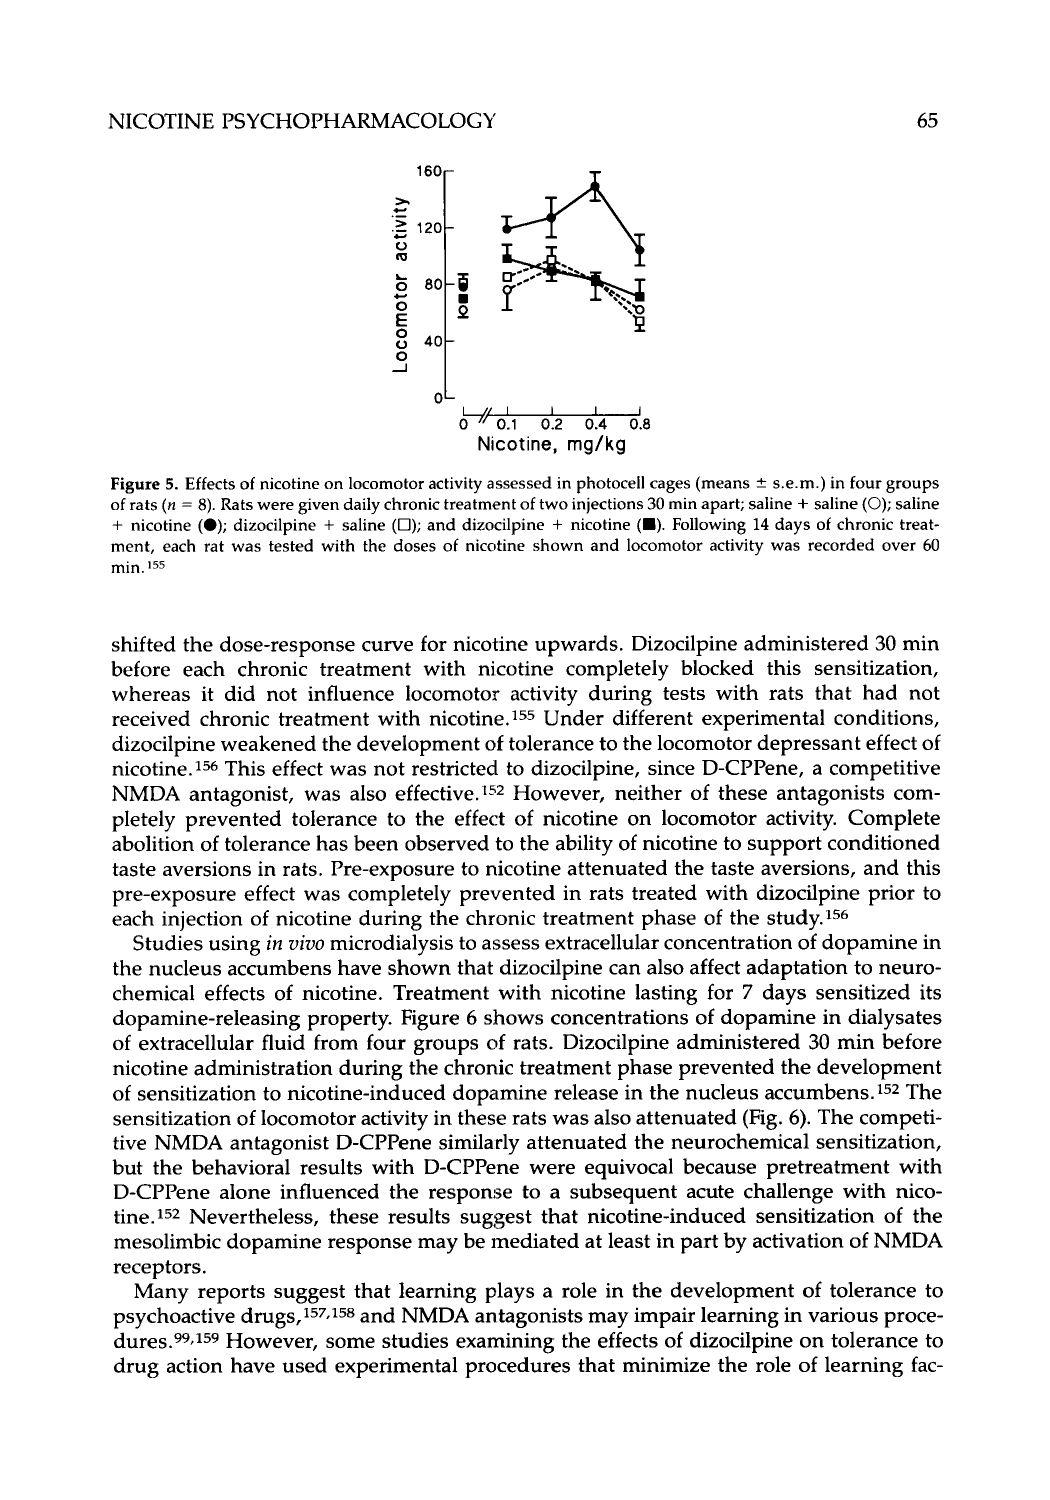 NICOTINE PSYCHOPHARMACOLOGY 65
Locomotor activity
160
120
80
40
0
0 0.1 0.2 0.4 0.8
Nicotine, mg/kg
Figure 5. Effects of nicotine on locomotor activity assessed in photocell cages (means ± s.e.m.) in four groups
of rats (n = 8). Rats were given daily chronic treatment of two injections 30 min apart; saline + saline (○); saline
+ nicotine (●); dizocilpine + saline (□); and dizocilpine + nicotine (■). Following 14 days of chronic treat-
ment, each rat was tested with the doses of nicotine shown and locomotor activity was recorded over 60
min.155
shifted the dose-response curve for nicotine upwards. Dizocilpine administered 30 min
before each chronic treatment with nicotine completely blocked this sensitization,
whereas it did not influence locomotor activity during tests with rats that had not
received chronic treatment with nicotine.155 Under different experimental conditions,
dizocilpine weakened the development of tolerance to the locomotor depressant effect of
nicotine.156 This effect was not restricted to dizocilpine, since D-CPPene, a competitive
NMDA antagonist, was also effective.152 However, neither of these antagonists com-
pletely prevented tolerance to the effect of nicotine on locomotor activity. Complete
abolition of tolerance has been observed to the ability of nicotine to support conditioned
taste aversions in rats. Pre-exposure to nicotine attenuated the taste aversions, and this
pre-exposure effect was completely prevented in rats treated with dizocilpine prior to
each injection of nicotine during the chronic treatment phase of the study.156
Studies using in vivo microdialysis to assess extracellular concentration of dopamine in
the nucleus accumbens have shown that dizocilpine can also affect adaptation to neuro-
chemical effects of nicotine. Treatment with nicotine lasting for 7 days sensitized its
dopamine-releasing property. Figure 6 shows concentrations of dopamine in dialysates
of extracellular fluid from four groups of rats. Dizocilpine administered 30 min before
nicotine administration during the chronic treatment phase prevented the development
of sensitization to nicotine-induced dopamine release in the nucleus accumbens.152 The
sensitization of locomotor activity in these rats was also attenuated (Fig. 6). The competi-
tive NMDA antagonist D-CPPene similarly attenuated the neurochemical sensitization,
but the behavioral results with D-CPPene were equivocal because pretreatment with
D-CPPene alone influenced the response to a subsequent acute challenge with nico-
tine.152 Nevertheless, these results suggest that nicotine-induced sensitization of the
mesolimbic dopamine response may be mediated at least in part by activation of NMDA
receptors.
Many reports suggest that learning plays a role in the development of tolerance to
psychoactive drugs,157,158 and NMDA antagonists may impair learning in various proce-
dures.99,159 However, some studies examining the effects of dizocilpine on tolerance to
drug action have used experimental procedures that minimize the role of learning fac-